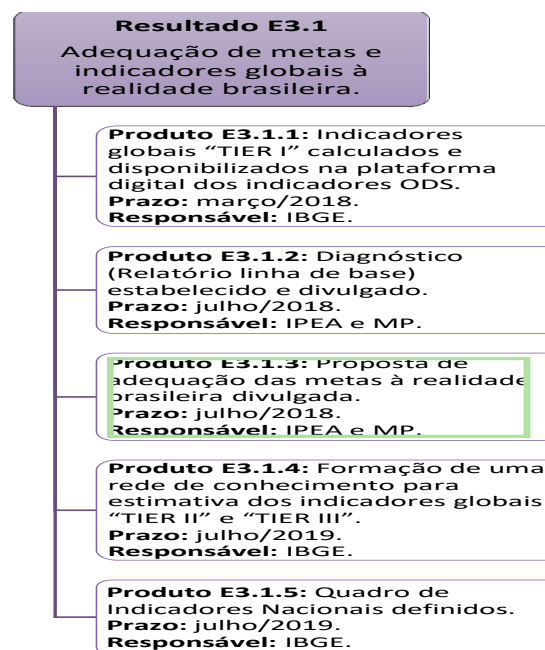 Resultado E3.1
Adequação de metas e
indicadores globais à
realidade brasileira.
Produto E3.1.1: Indicadores
globais “TIER I” calculados e
disponibilizados na plataforma
digital dos indicadores ODS.
Prazo: março/2018.
Responsável: IBGE.
Produto E3.1.2: Diagnóstico
(Relatório linha de base)
estabelecido e divulgado.
Prazo: julho/2018.
Responsável: IPEA e MP.
Produto E3.1.3: Proposta de
adequação das metas à realidade
brasileira divulgada.
Prazo: julho/2018.
Responsável: IPEA e MP.
Produto E3.1.4: Formação de uma
rede de conhecimento para
estimativa dos indicadores globais
“TIER II” e “TIER III”.
Prazo: julho/2019.
Responsável: IBGE.
Produto E3.1.5: Quadro de
Indicadores Nacionais definidos.
Prazo: julho/2019.
Responsável: IBGE.